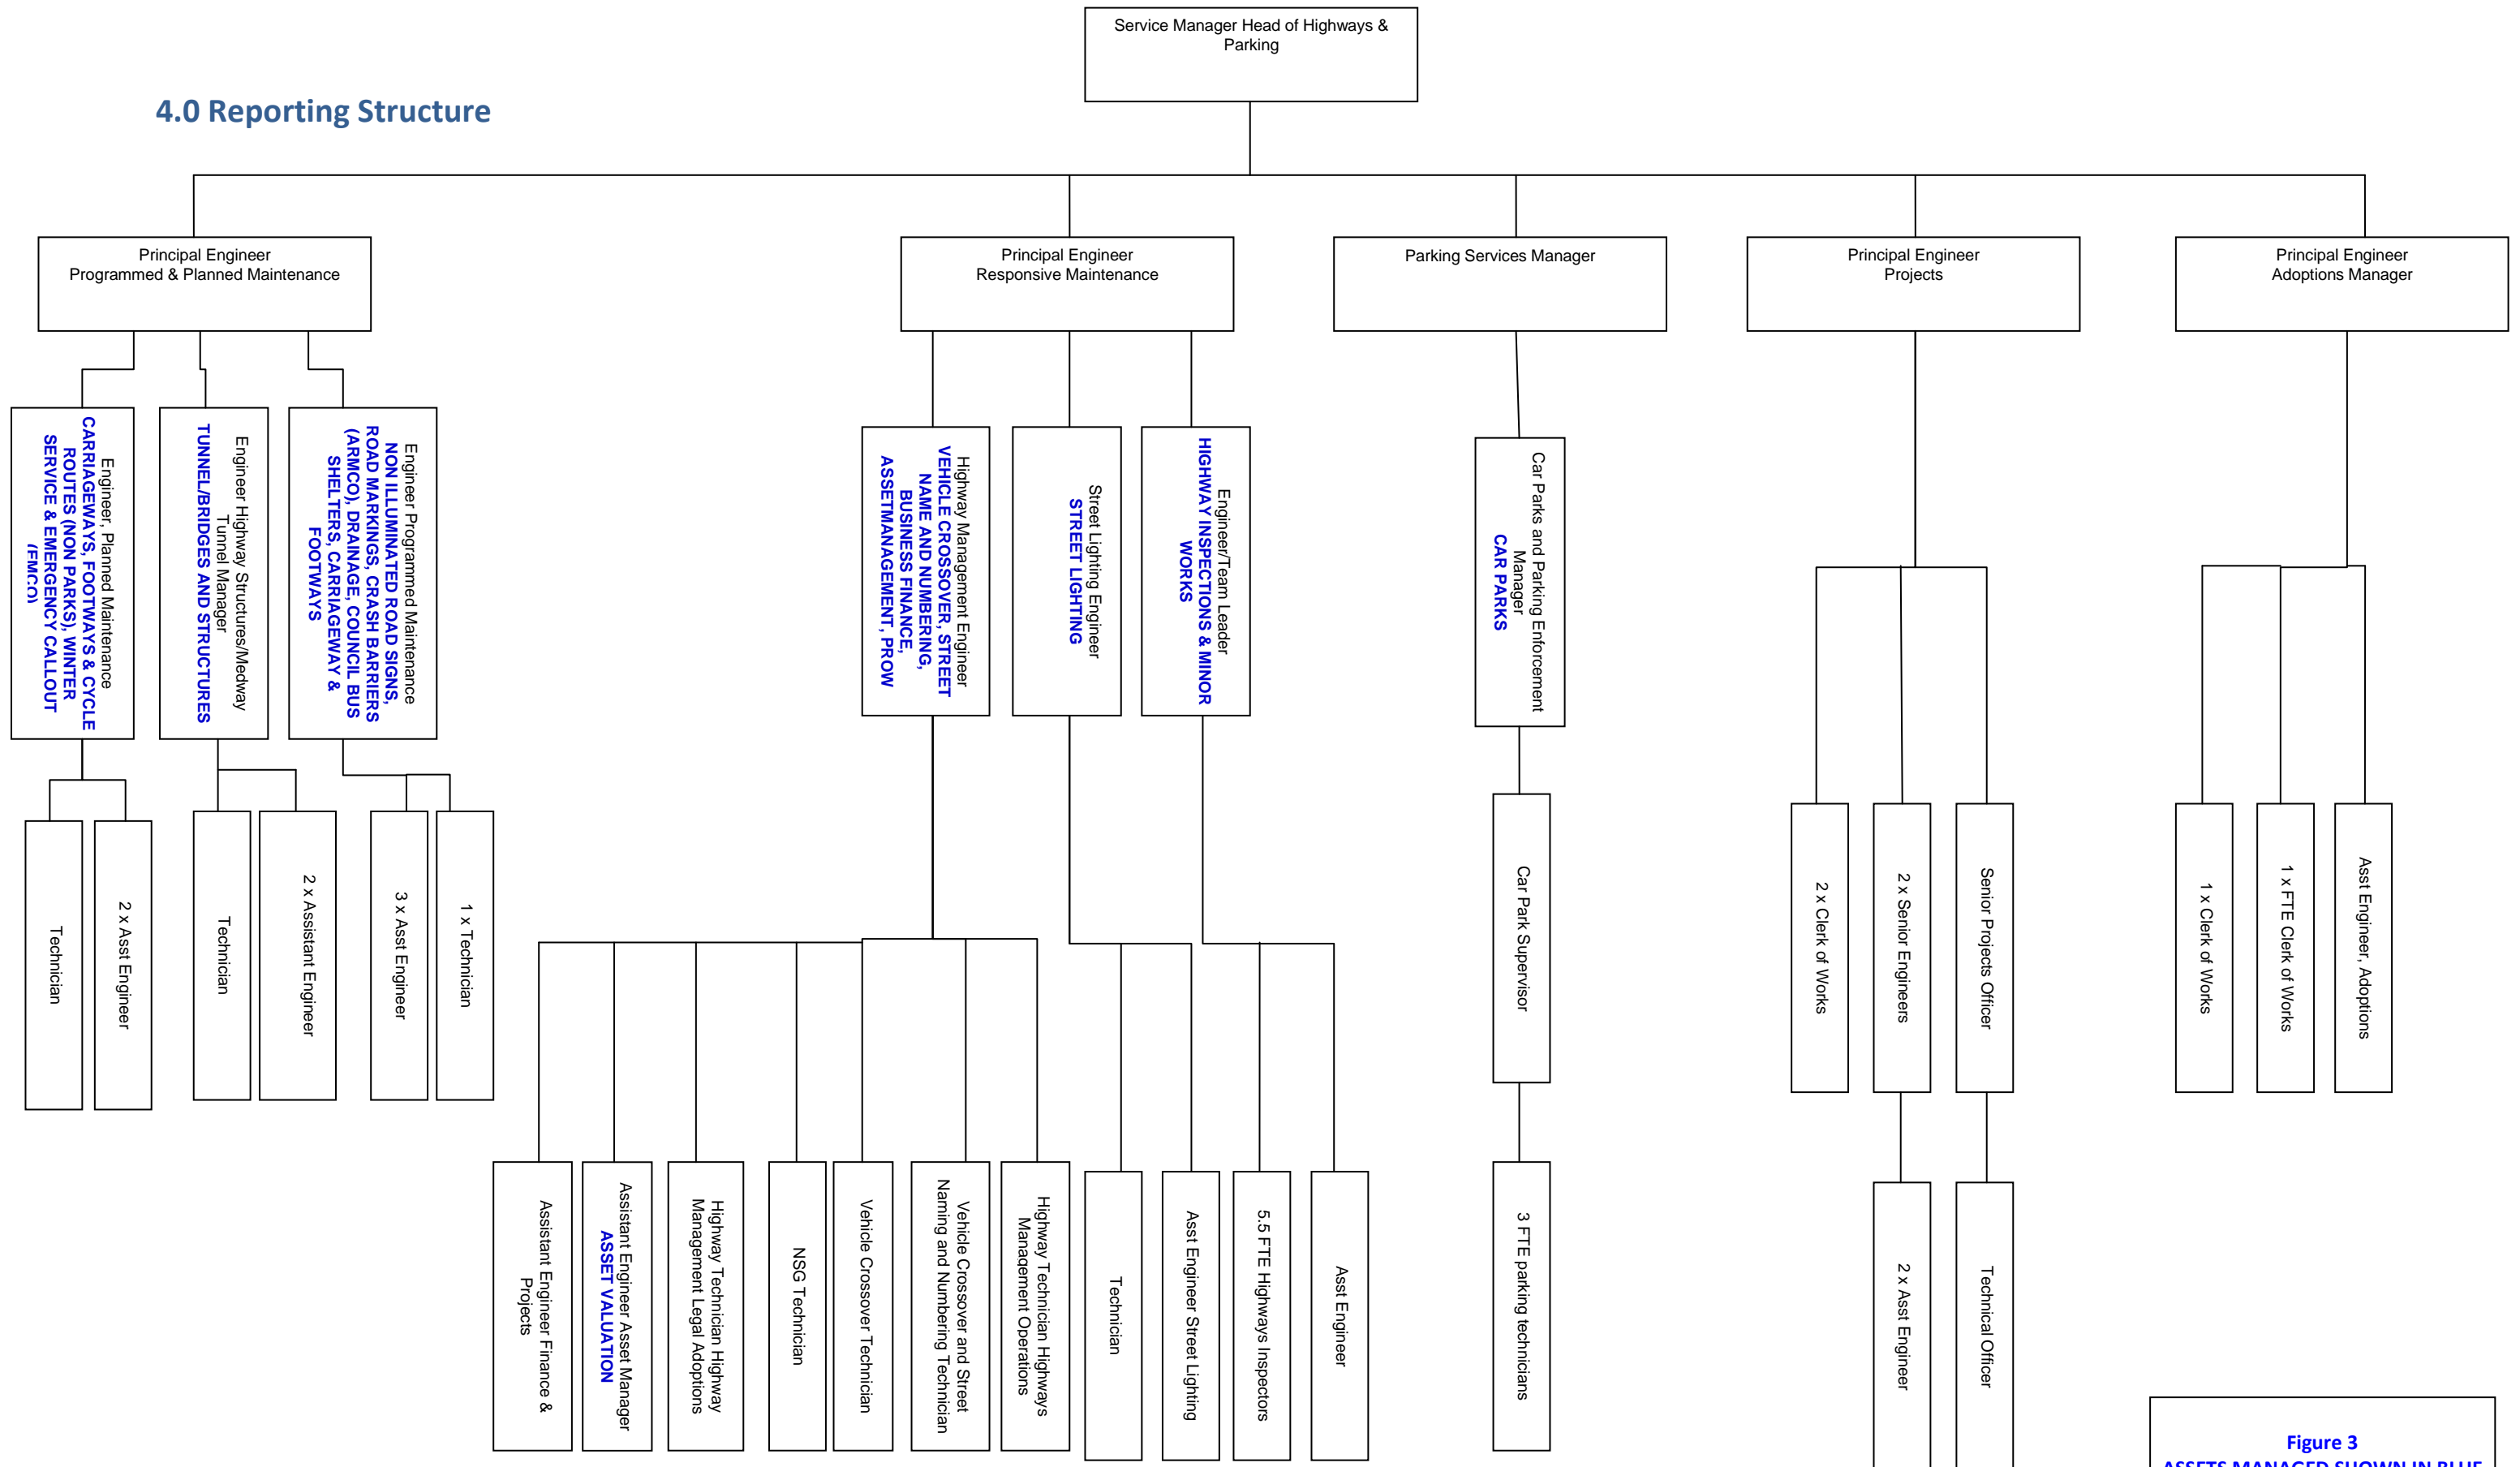 Service Manager Head of Highways &
Parking
4.0 Reporting Structure
Principal Engineer
Programmed & Planned Maintenance
Principal Engineer
Responsive Maintenance
Parking Services Manager
Principal Engineer
Projects
Principal Engineer
Adoptions Manager
Engineer, Planned Maintenance
CARRIAGEWAYS, FOOTWAYS & CYCLE
ROUTES (NON PARKS), WINTER
SERVICE & EMERGENCY CALLOUT
(EMCO)
Engineer Highway Structures/Medway
Tunnel Manager
TUNNEL/BRIDGES AND STRUCTURES
Engineer Programmed Maintenance
NON ILLUMINATED ROAD SIGNS,
ROAD MARKINGS, CRASH BARRIERS
(ARMCO), DRAINAGE, COUNCIL BUS
SHELTERS, CARRIAGEWAY &
FOOTWAYS
Highway Management Engineer
VEHICLE CROSSOVER, STREET
NAME AND NUMBERING,
BUSINESS FINANCE,
ASSETMANAGEMENT, PROW
Street Lighting Engineer
STREET LIGHTING
Engineer/Team Leader
HIGHWAY INSPECTIONS & MINOR
WORKS
Car Parks and Parking Enforcement
Manager
CAR PARKS
Technician
2 x Asst Engineer
Technician
2 x Assistant Engineer
3 x Asst Engineer
1 x Technician
Car Park Supervisor
2 x Clerk of Works
2 x Senior Engineers
Senior Projects Officer
1 x Clerk of Works
1 x FTE Clerk of Works
Asst Engineer, Adoptions
Assistant Engineer Finance &
Projects
Assistant Engineer Asset Manager
ASSET VALUATION
Highway Technician Highway
Management Legal Adoptions
NSG Technician
Vehicle Crossover Technician
Vehicle Crossover and Street
Naming and Numbering Technician
Highway Technician Highways
Management Operations
Technician
Asst Engineer Street Lighting
5.5 FTE Highways Inspectors
Asst Engineer
3 FTE parking technicians
2 x Asst Engineer
Technical Officer
Figure 3
ASSETS MANAGED SHOWN IN BLUE